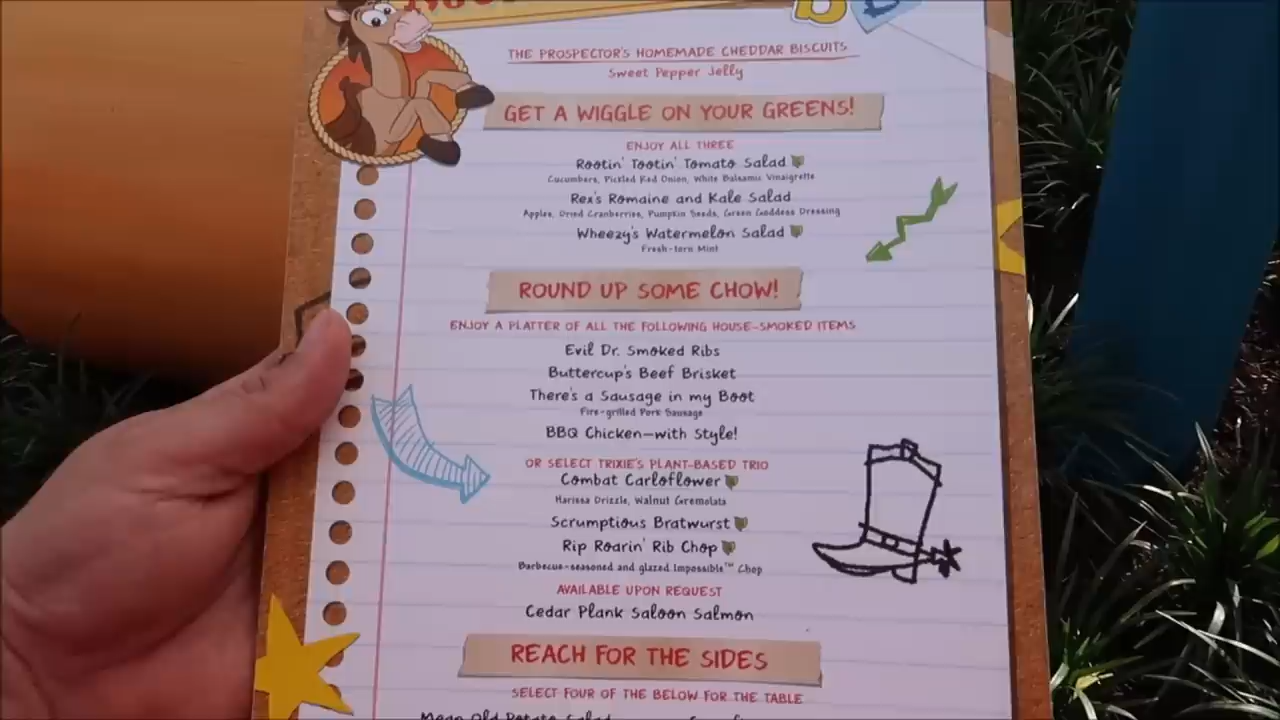 THE PROSPECTOR'S HOMEMADE CHEDDAR BISCUITS
Sweet Pepper Jelly
GET A WIGGLE ON YOUR GREENS!
ENJOY ALL THREE
Rootin' Tootin' Tomato Salad
Cucumbers, Pickled Red Onion, White Balsamic Vinaigrette
Rex's Romaine and Kale Salad
Apples, Dried Cranberries, Pumpkin Seeds, Green Goddess Dressing
Wheezy's Watermelon Salad
Fresh-torn Mint
ROUND UP SOME CHOW!
ENJOY A PLATTER OF ALL THE FOLLOWING HOUSE-SMOKED ITEMS
Evil Dr. Smoked Ribs
Buttercup's Beef Brisket
There's a Sausage in my Boot
Fire-grilled Pork Sausage
BBQ Chicken—with Style!
OR SELECT TRIXIE'S PLANT-BASED TRIO
Combat Carloflower
Harissa Drizzle, Walnut Gremolata
Scrumptious Bratwurst
Rip Roarin' Rib Chop
Barbecue-seasoned and glazed Impossible™ Chop
AVAILABLE UPON REQUEST
Cedar Plank Saloon Salmon
REACH FOR THE SIDES
SELECT FOUR OF THE BELOW FOR THE TABLE
Mean Old Potato Salad